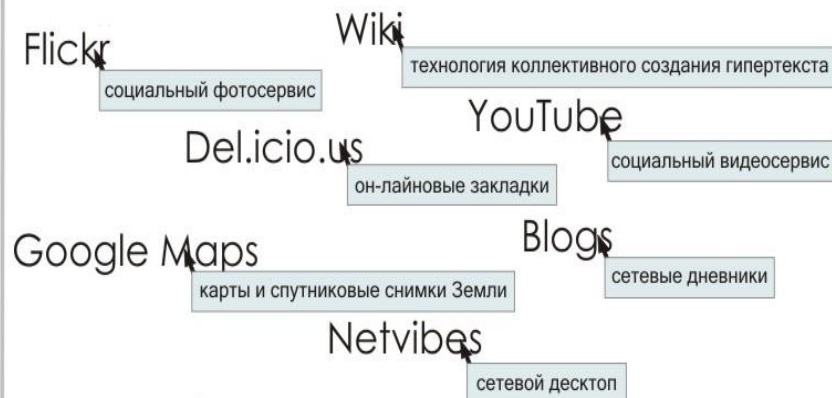 Flickr
социальный фотосервис
Wiki
технология коллективного создания гипертекста
YouTube
социальный видеосервис
Del.icio.us
он-лайновые закладки
Google Maps
карты и спутниковые снимки Земли
Blogs
сетевые дневники
Netvibes
сетевой десктоп